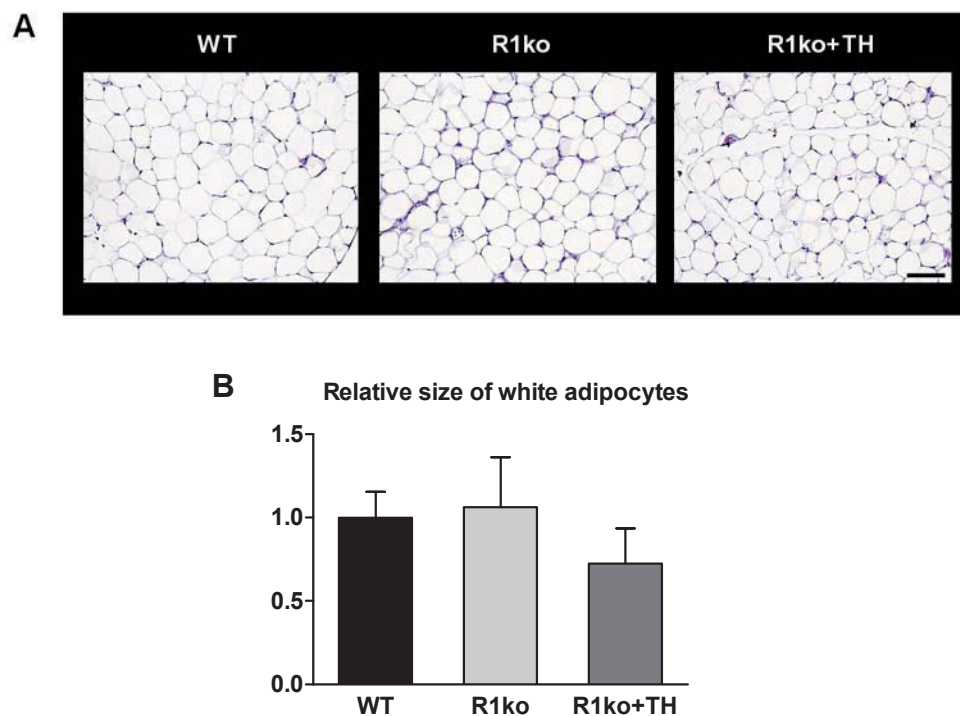 A
WT R1ko R1ko+TH
B
Relative size of white adipocytes
1.5
1.0
0.5
0.0
WT R1ko R1ko+TH